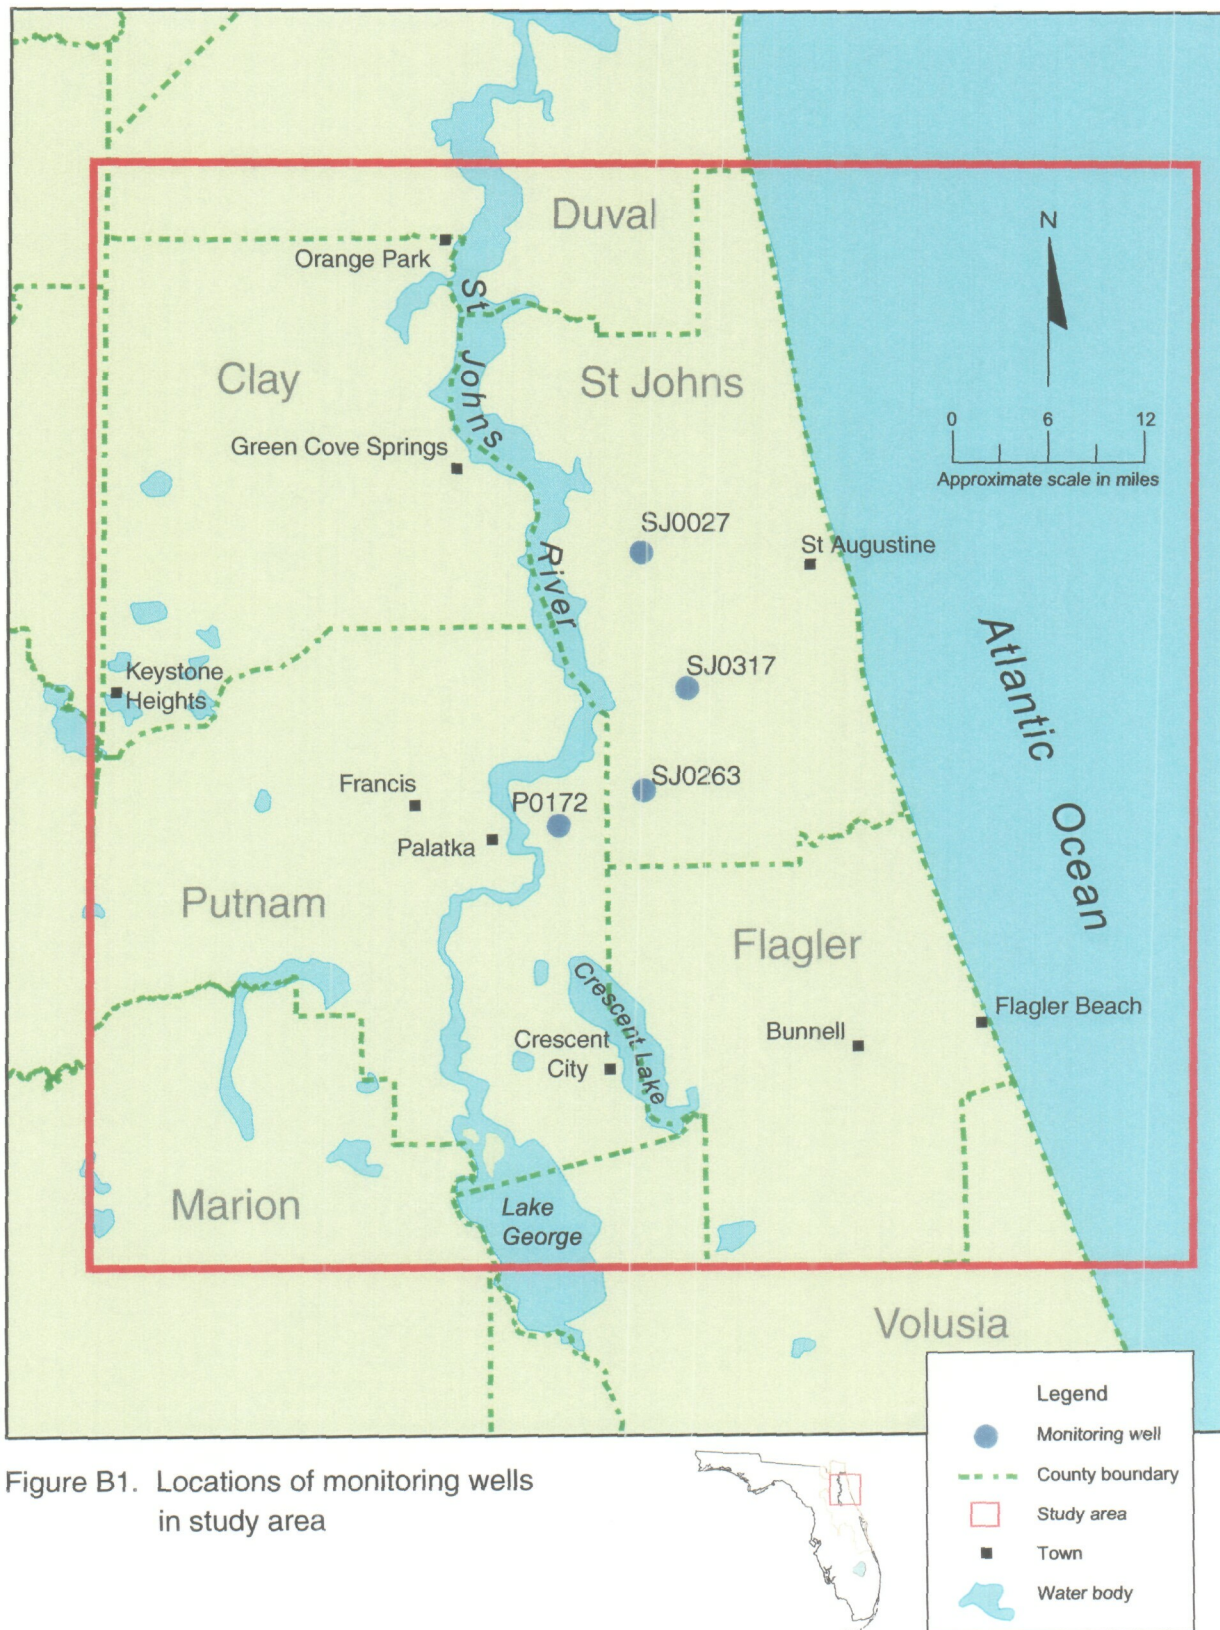 Duval
N
Orange Park
St Johns River
Clay
St Johns
0 6 12
Approximate scale in miles
Green Cove Springs
SJ0027
St Augustine
Keystone
Heights
SJ0317
Atlantic Ocean
Francis
SJ0263
P0172
Palatka
Putnam
Flagler
Crescent Lake
Flagler Beach
Bunnell
Crescent
City
Marion
Lake
George
Volusia
Legend
Monitoring well
County boundary
Study area
Town
Water body
Figure B1. Locations of monitoring wells
in study area